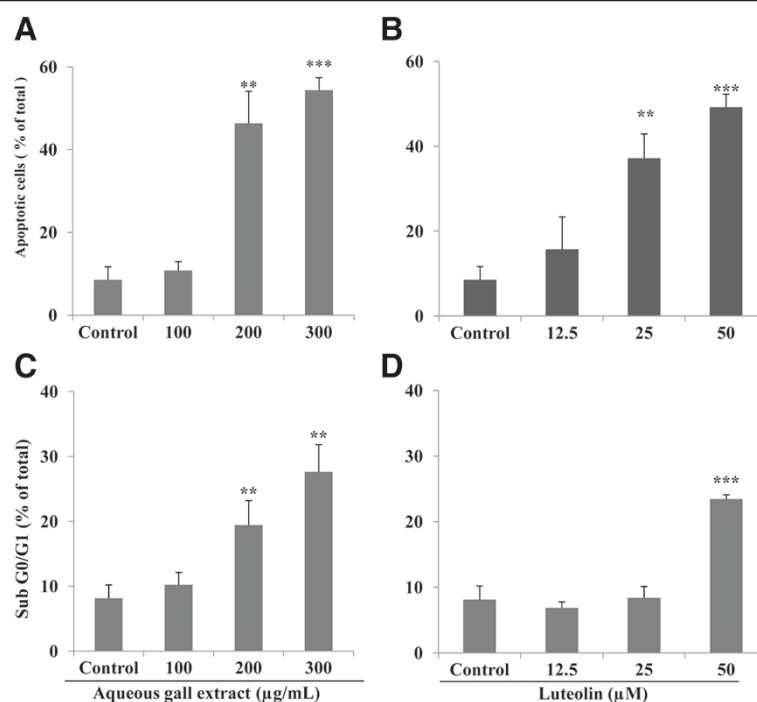 A
Apoptotic cells ( % of total )
60
40
20
0
**
***
Control 100 200 300
B
60
40
20
0
**
***
Control 12.5 25 50
C
Sub G0/G1 (% of total)
40
30
20
10
0
**
**
Control 100 200 300
Aqueous gall extract (µg/mL)
D
40
30
20
10
0
***
Control 12.5 25 50
Luteolin (µM)